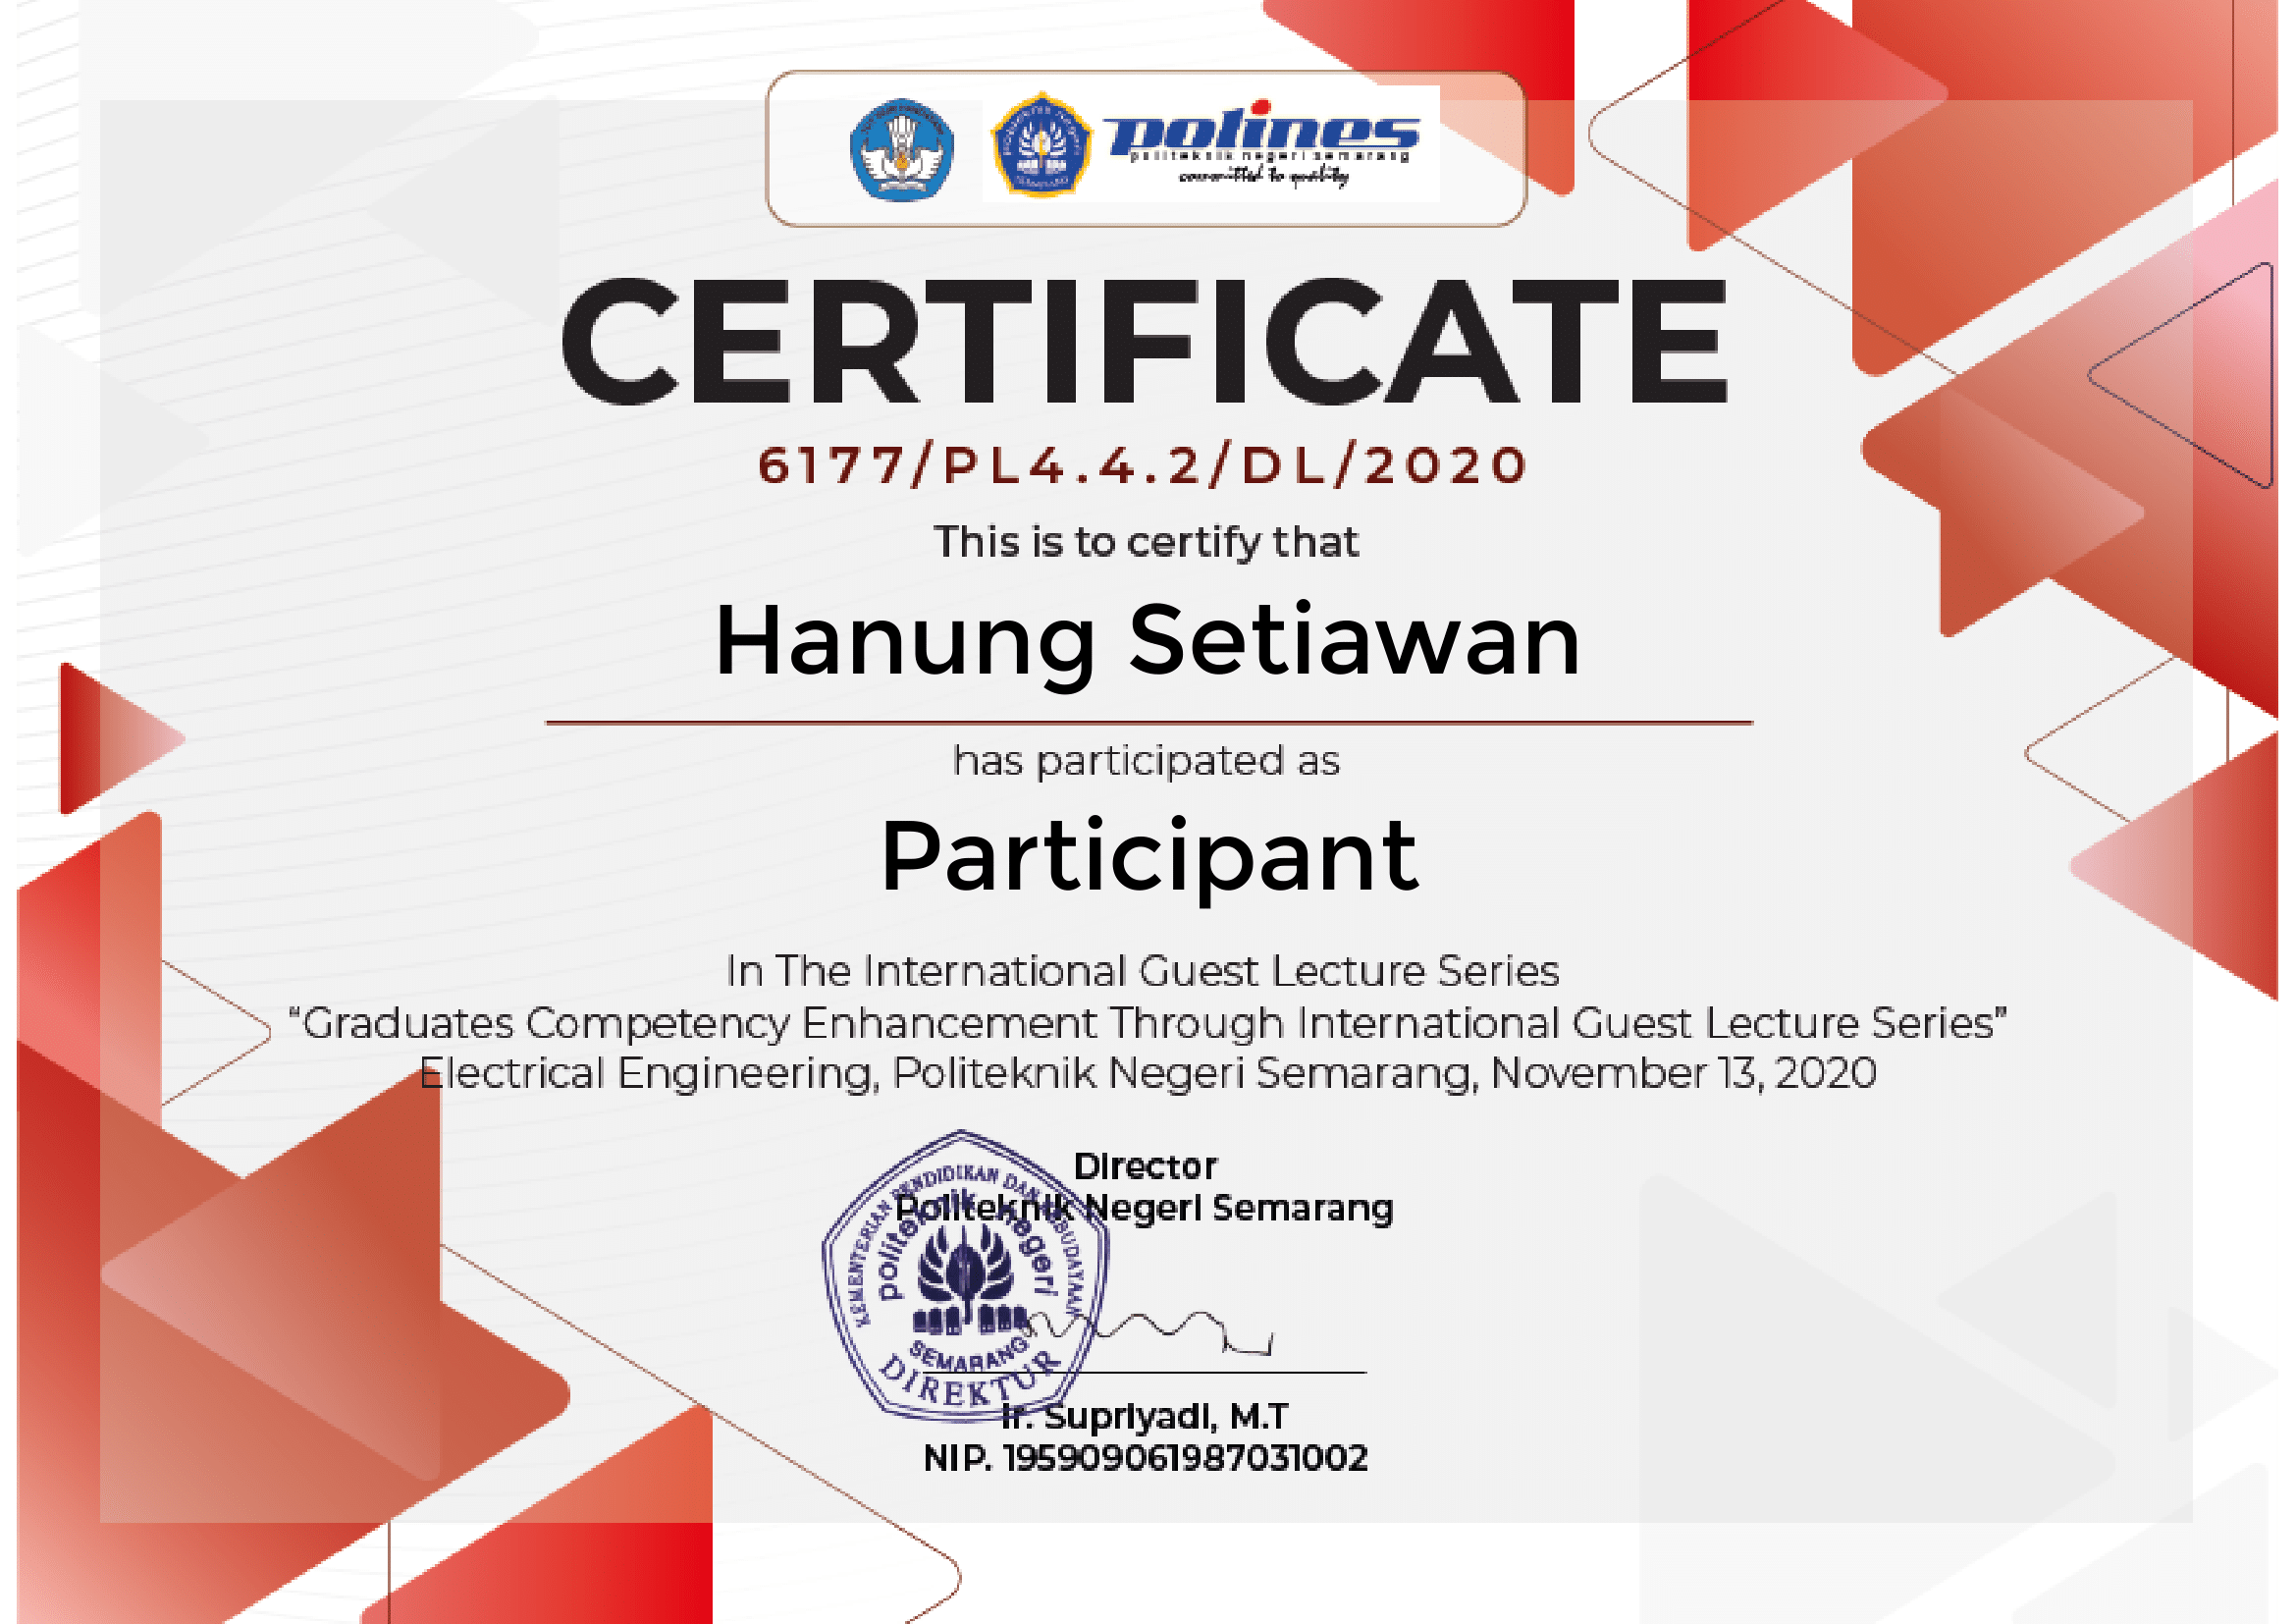 polines
politeknik negeri semarang
committed to quality
CERTIFICATE
6177/PL4.4.2/DL/2020
This is to certify that
Hanung Setiawan
has participated as
Participant
In The International Guest Lecture Series
“Graduates Competency Enhancement Through International Guest Lecture Series”
Electrical Engineering, Politeknik Negeri Semarang, November 13, 2020
Director
Politeknik Negeri Semarang
KEMENTERIAN PENDIDIKAN DAN KEBUDAYAAN
politeknik negeri
SEMARANG
DIREKTUR
Ir. Supriyadi, M.T
NIP. 195909061987031002